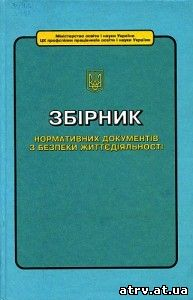 Міністерство освіти і науки України
ЦК профспілки працівників освіти і науки України
ЗБІРНИК
НОРМАТИВНИХ ДОКУМЕНТІВ
З БЕЗПЕКИ ЖИТТЄДІЯЛЬНОСТІ
atrv.at.ua